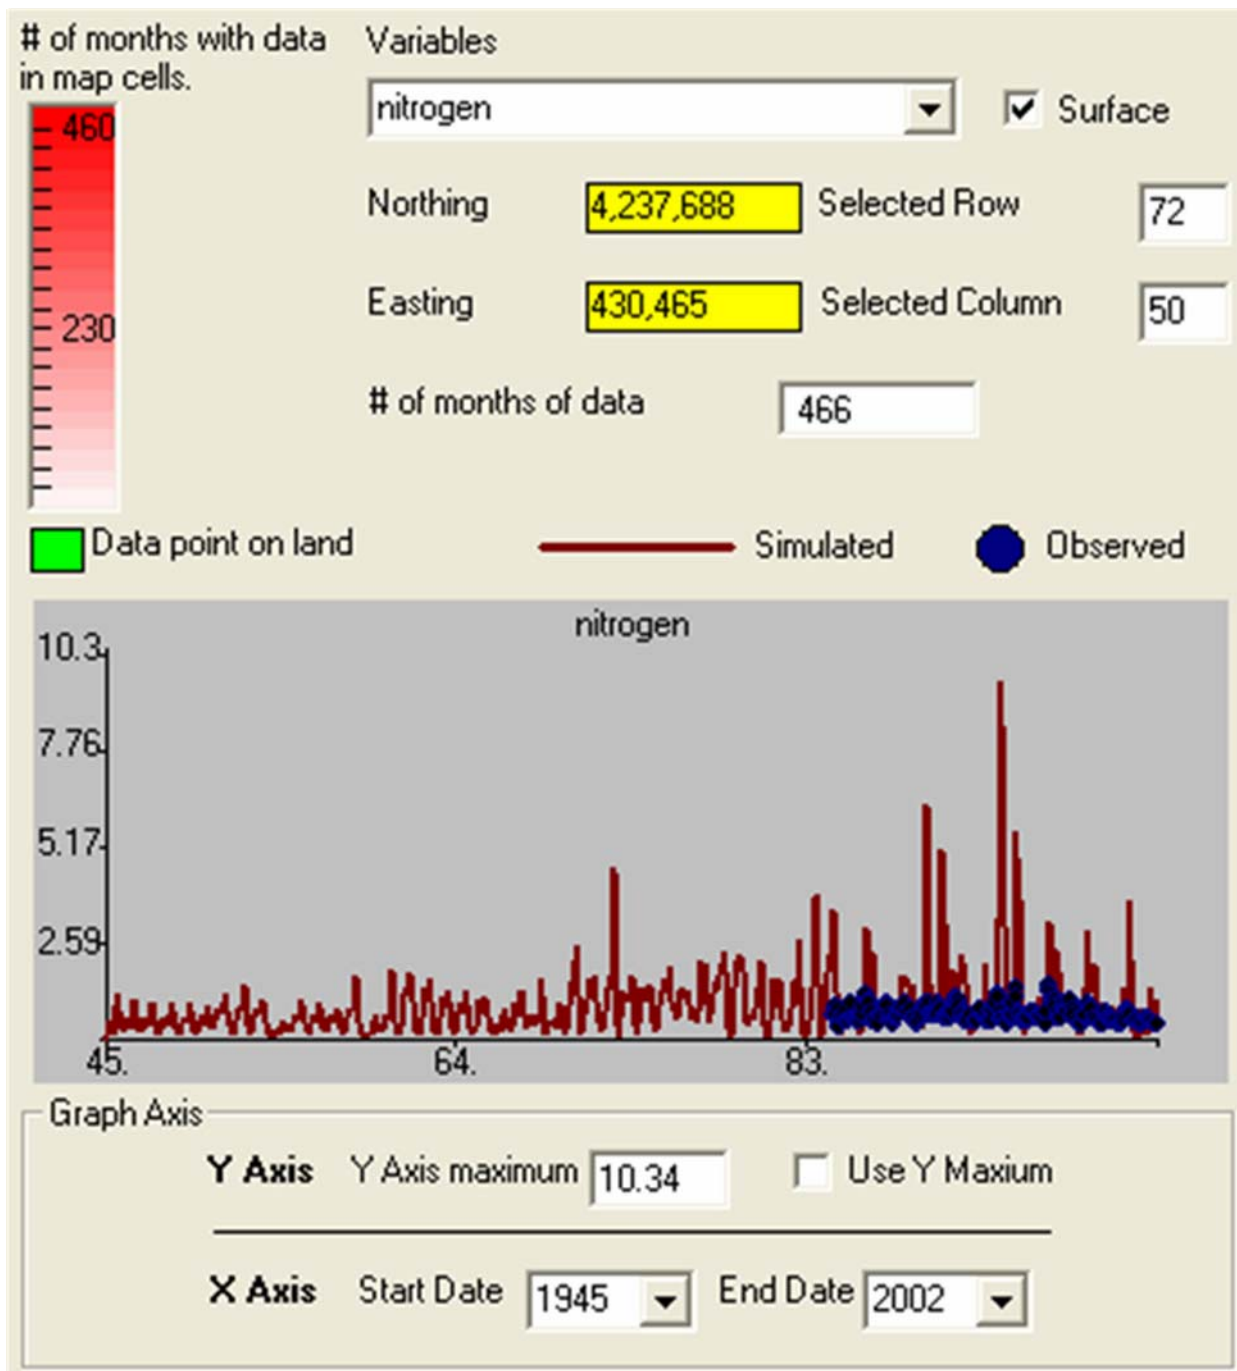 # of months with data
in map cells.
460
230
Variables
nitrogen
Surface
Northing 4,237,688 Selected Row 72
Easting 430,465 Selected Column 50
# of months of data 466
Data point on land Simulated Observed
nitrogen
10.3
7.76
5.17
2.59
45. 64. 83.
Graph Axis
Y Axis Y Axis maximum 10.34 Use Y Maxium
X Axis Start Date 1945 End Date 2002